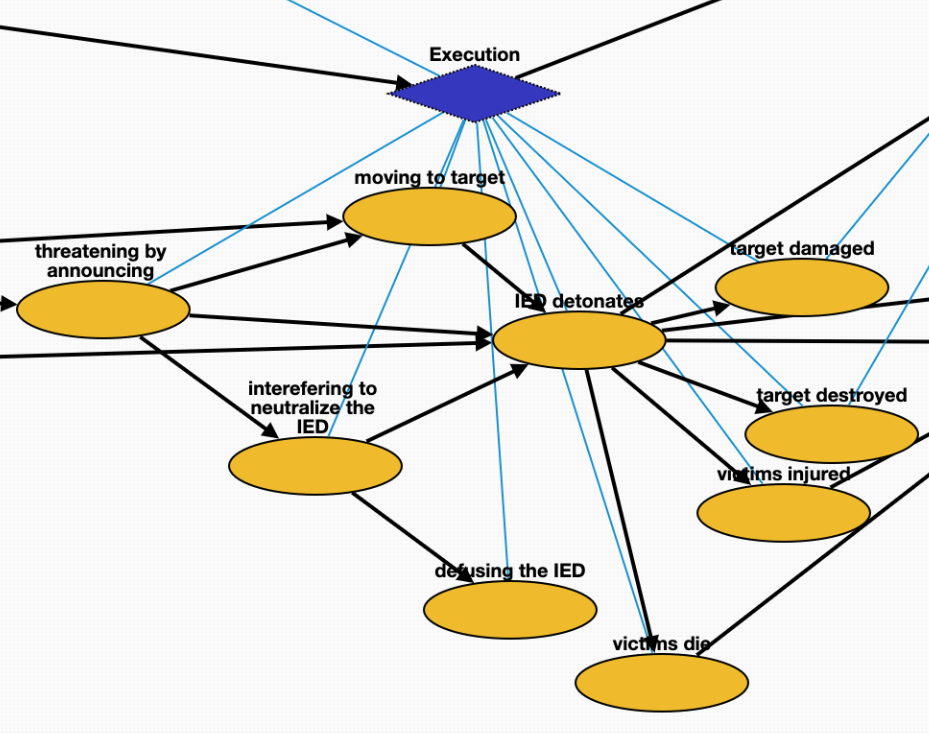 Execution
moving to target
threatening by
announcing
target damaged
IED detonates
interefering to
neutralize the
IED
target destroyed
victims injured
defusing the IED
victims die